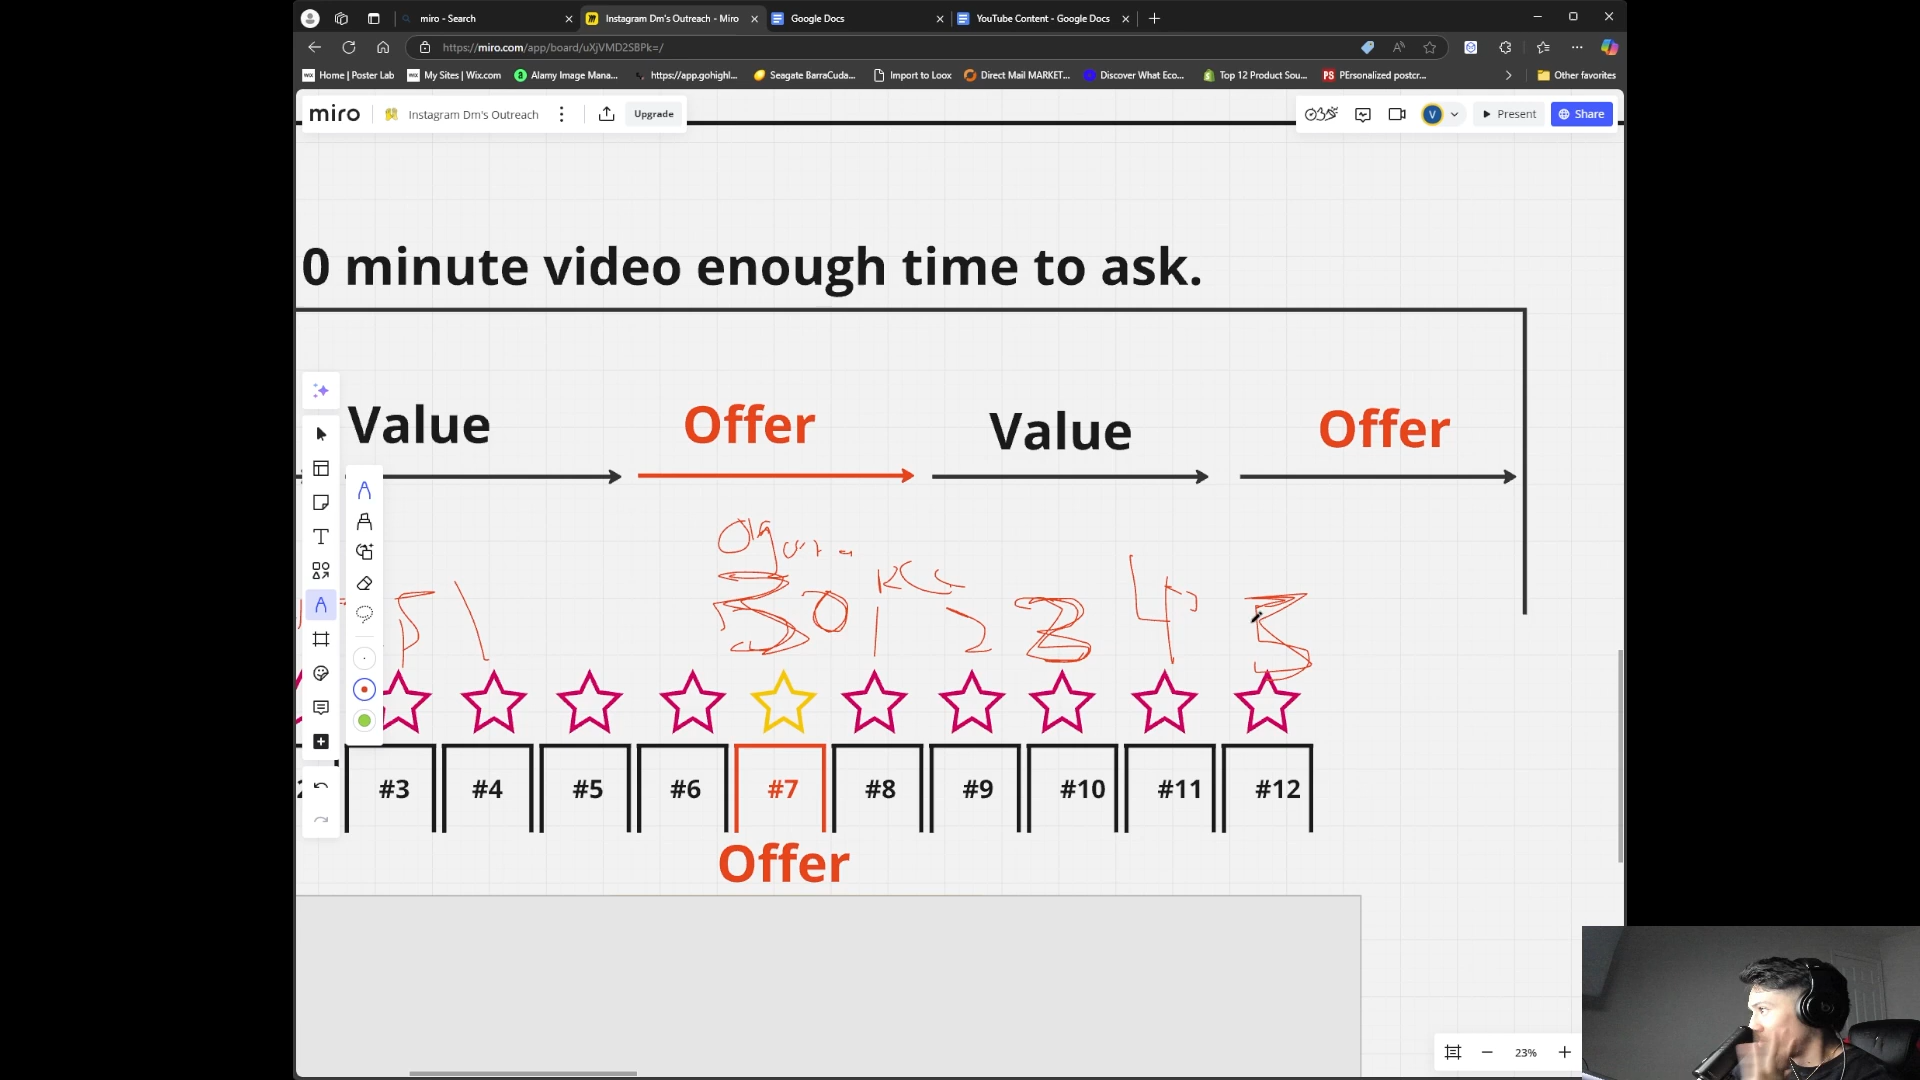 miro - Search
Instagram Dm's Outreach - Miro
Google Docs
YouTube Content - Google Docs
https://miro.com/app/board/uXjVMD2SBPk=/
WIX Home | Poster Lab
WIX My Sites | Wix.com
a Alamy Image Mana...
https://app.gohighl...
Seagate BarraCuda...
Import to Loox
Direct Mail MARKET...
Discover What Eco...
Top 12 Product Sou...
PS PErsonalized postcr...
Other favorites
miro
Instagram Dm's Outreach
Upgrade
V
Present
Share
0 minute video enough time to ask.
Value
Offer
Value
Offer
30 1 2 3 4 5
#3
#4
#5
#6
#7
#8
#9
#10
#11
#12
Offer
23%